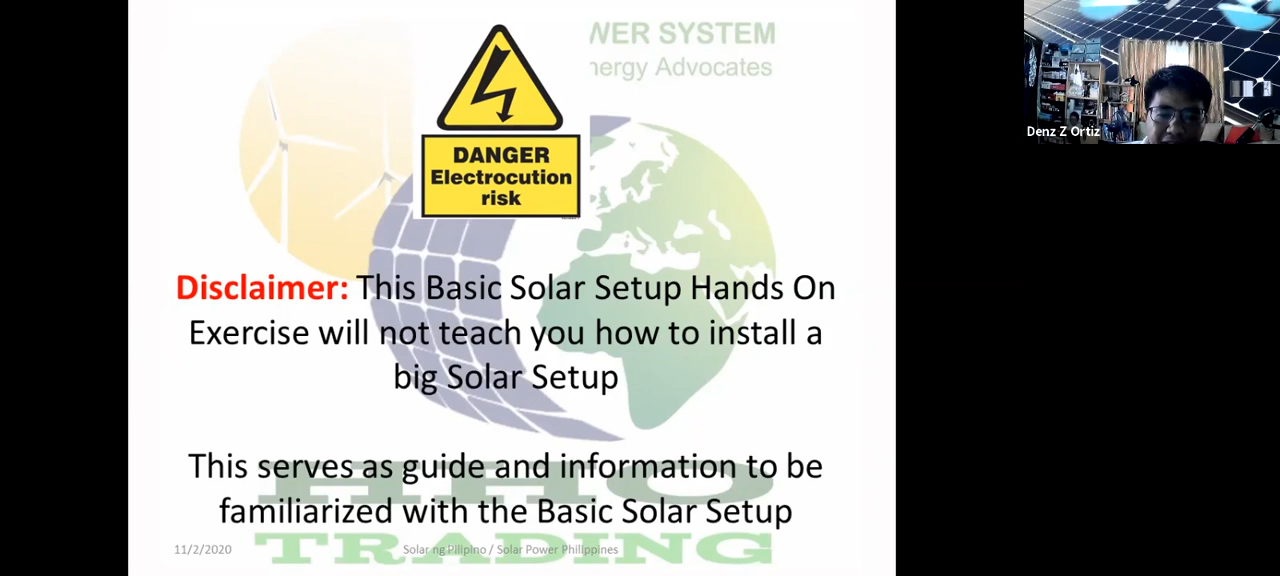 WER SYSTEM
nergy Advocates
DANGER
Electrocution
risk
Denz Z Ortiz
Disclaimer: This Basic Solar Setup Hands On
Exercise will not teach you how to install a
big Solar Setup
This serves as guide and information to be
familiarized with the Basic Solar Setup
HHO
TRADING
11/2/2020
Solar ng Pilipino / Solar Power Philippines